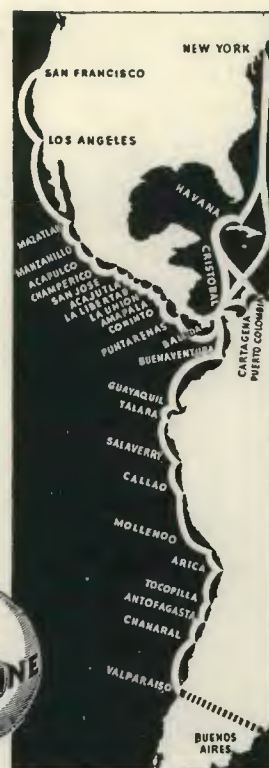 NEW YORK
SAN FRANCISCO
LOS ANGELES
HAVANA
MAZATLAN
MANZANILLO
ACAPULCO
CHAMPERICO
SAN JOSE
ACAJUTLA
LA LIBERTAD
LA UNION
AMAPALA
CORINTO
PUNTARENAS
CRISTOBAL
BALBOA
BUENAVENTURA
CARTAGENA
PUERTO COLOMBIA
GUAYAQUIL
TALARA
SALAVERRY
CALLAO
MOLLENDO
ARICA
TOCOPILLA
ANTOFAGASTA
CHANARAL
VALPARAISO
BUENOS
AIRES